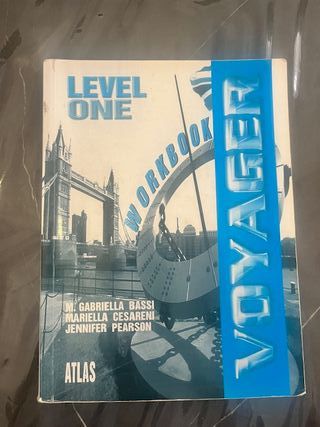 LEVEL
ONE
WORKBOOK
VOYAGER
M. GABRIELLA BASSI
MARIELLA CESARENI
JENNIFER PEARSON
ATLAS